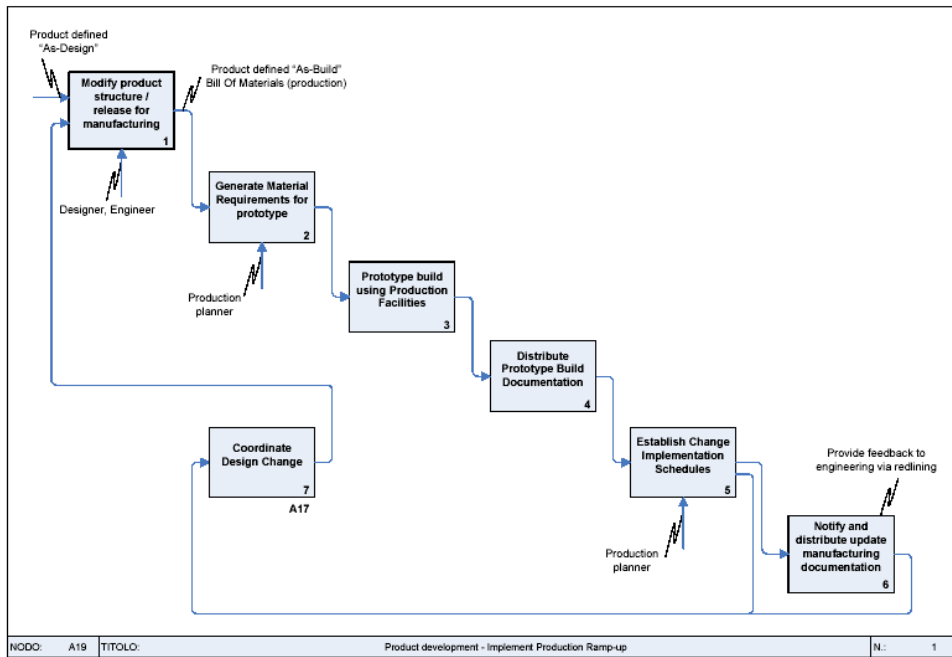 Product defined
“As-Design”
Modify product
structure /
release for
manufacturing
1
Product defined “As-Build”
Bill Of Materials (production)
Designer, Engineer
Generate Material
Requirements for
prototype
2
Production
planner
Prototype build
using Production
Facilities
3
Distribute
Prototype Build
Documentation
4
Coordinate
Design Change
7
A17
Establish Change
Implementation
Schedules
5
Production
planner
Provide feedback to
engineering via redlining
Notify and
distribute update
manufacturing
documentation
6
NODO: A19 TITOLO: Product development - Implement Production Ramp-up N.: 1